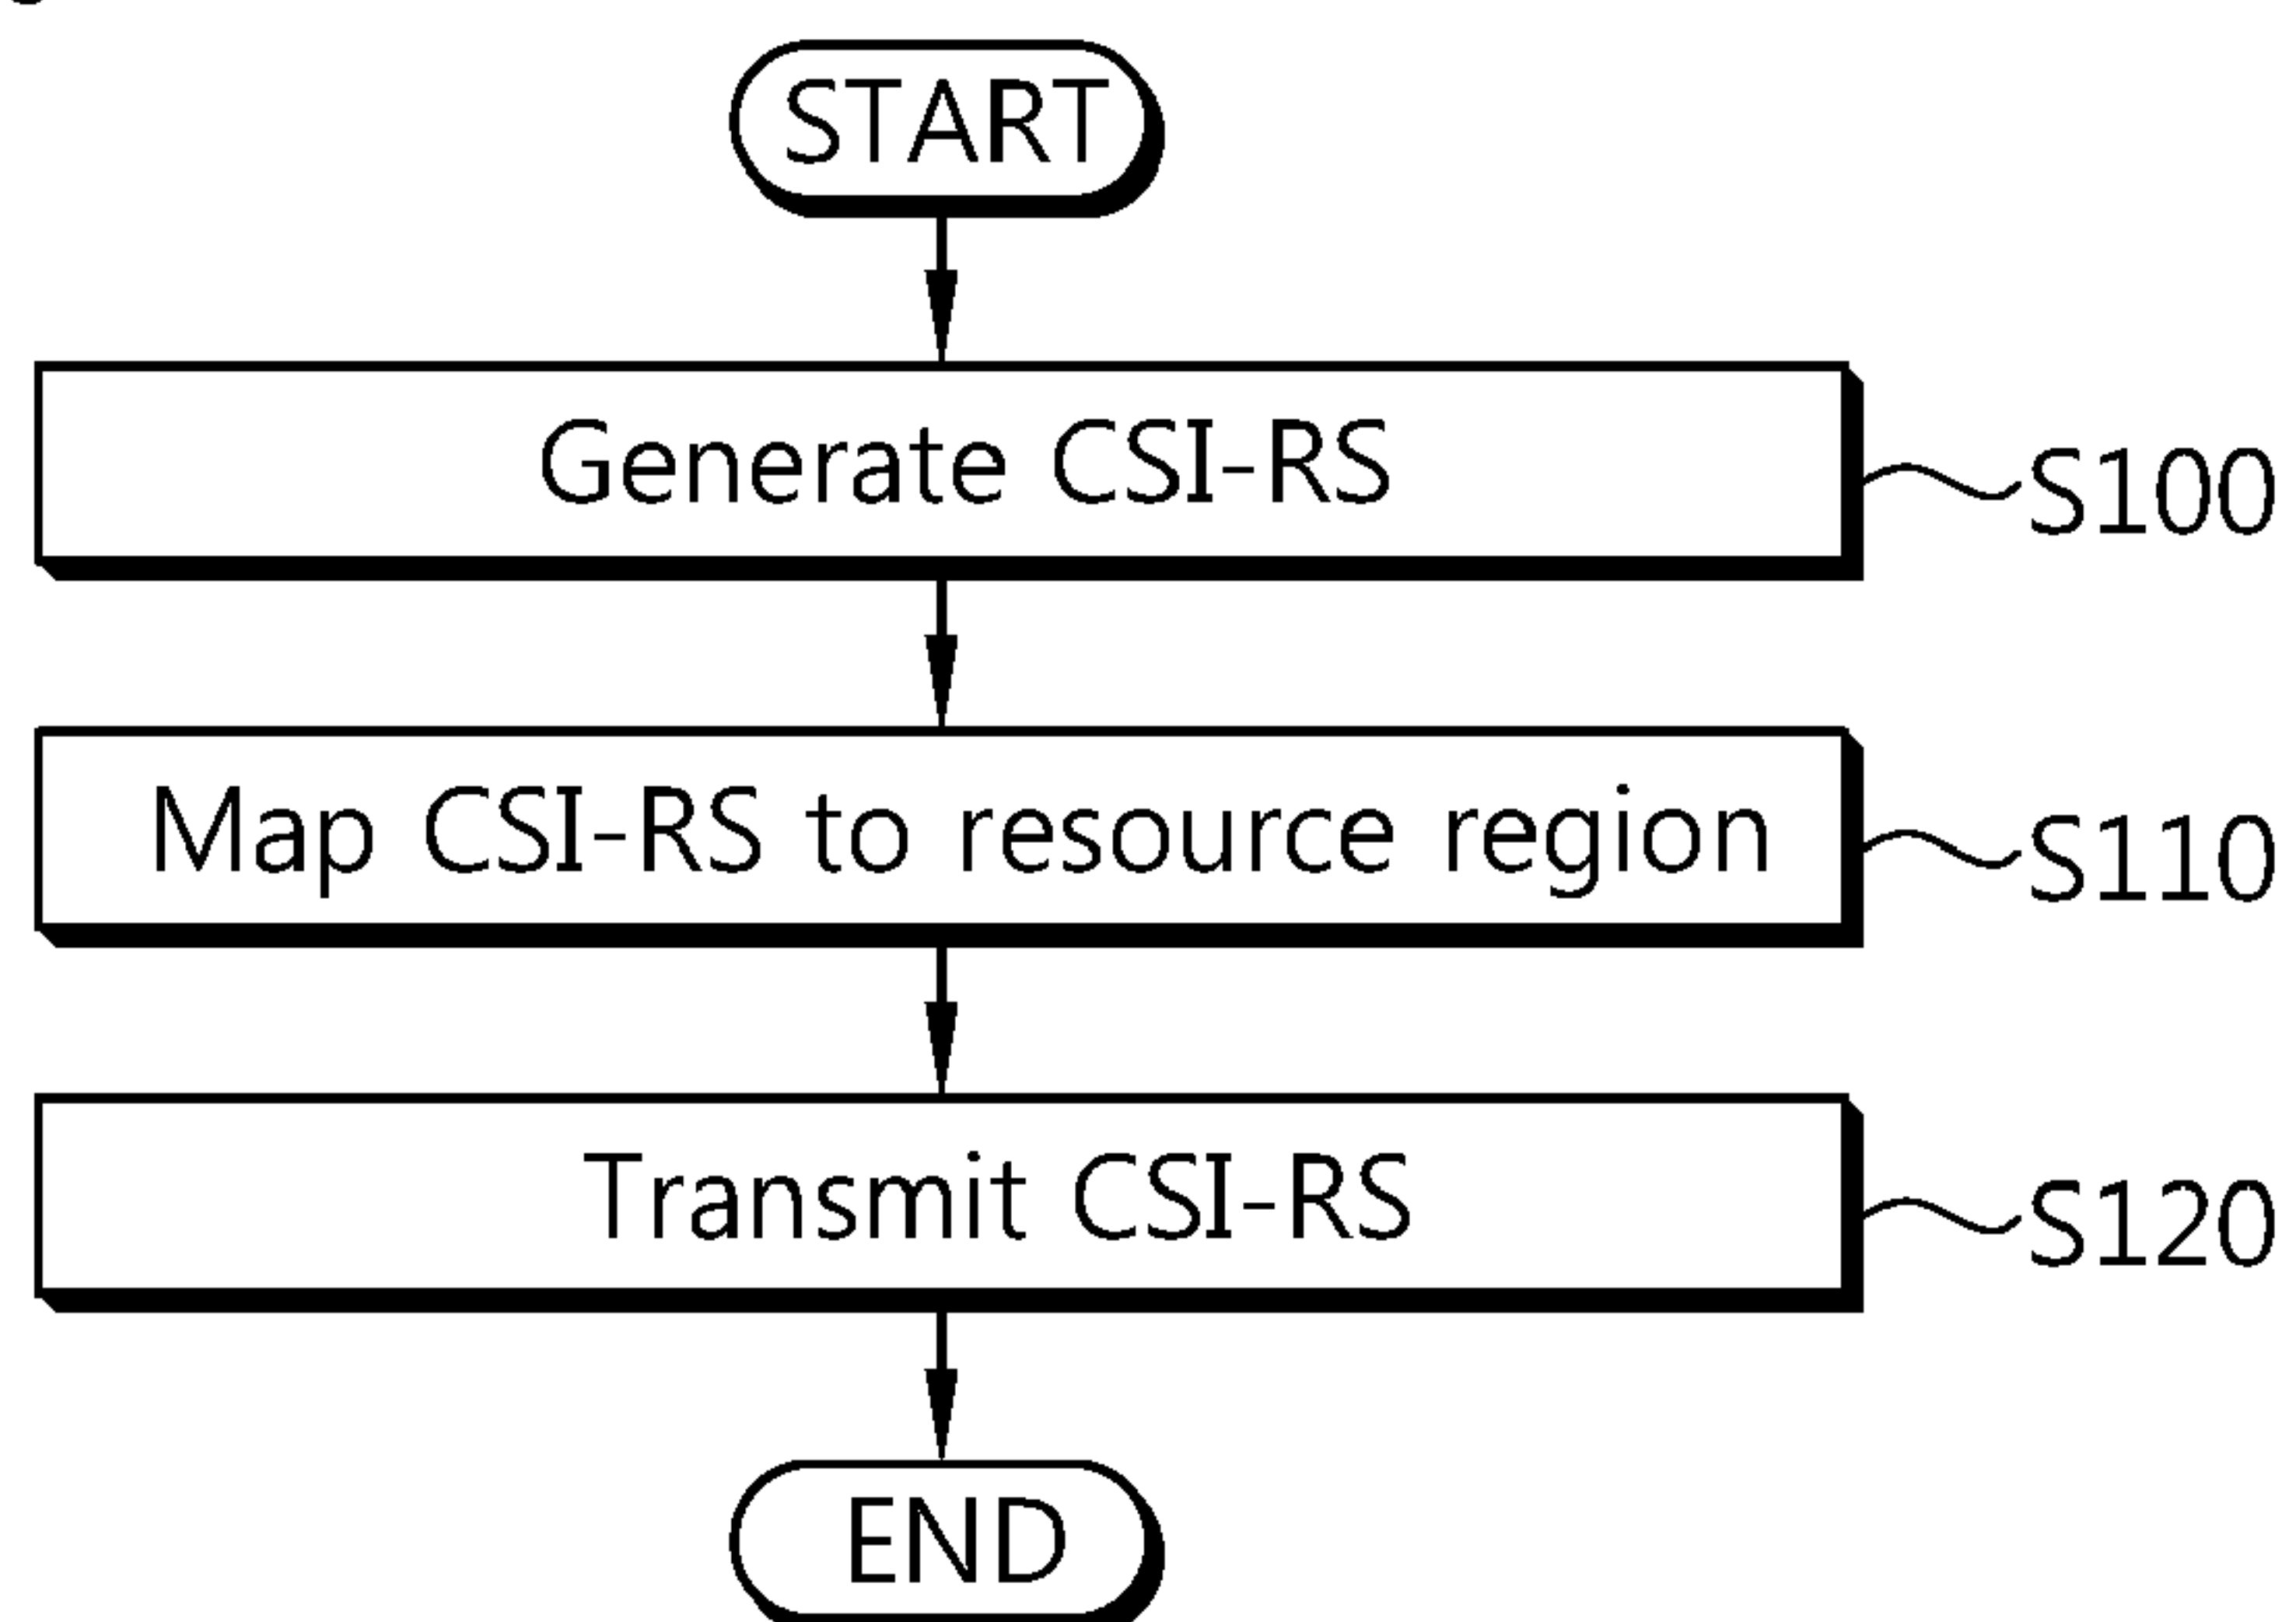 START
Generate CSI-RS
S100
Map CSI-RS to resource region
S110
Transmit CSI-RS
S120
END